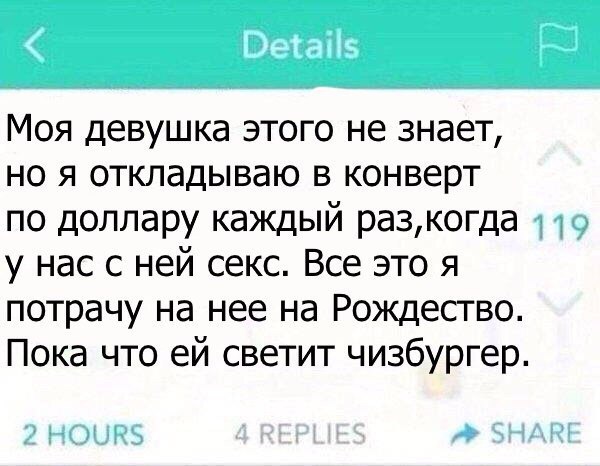 Details
Моя девушка этого не знает,
но я откладываю в конверт
по доллару каждый раз,когда
119
у нас с ней секс. Все это я
потрачу на нее на Рождество.
Пока что ей светит чизбургер.
2 HOURS 4 REPLIES SHARE